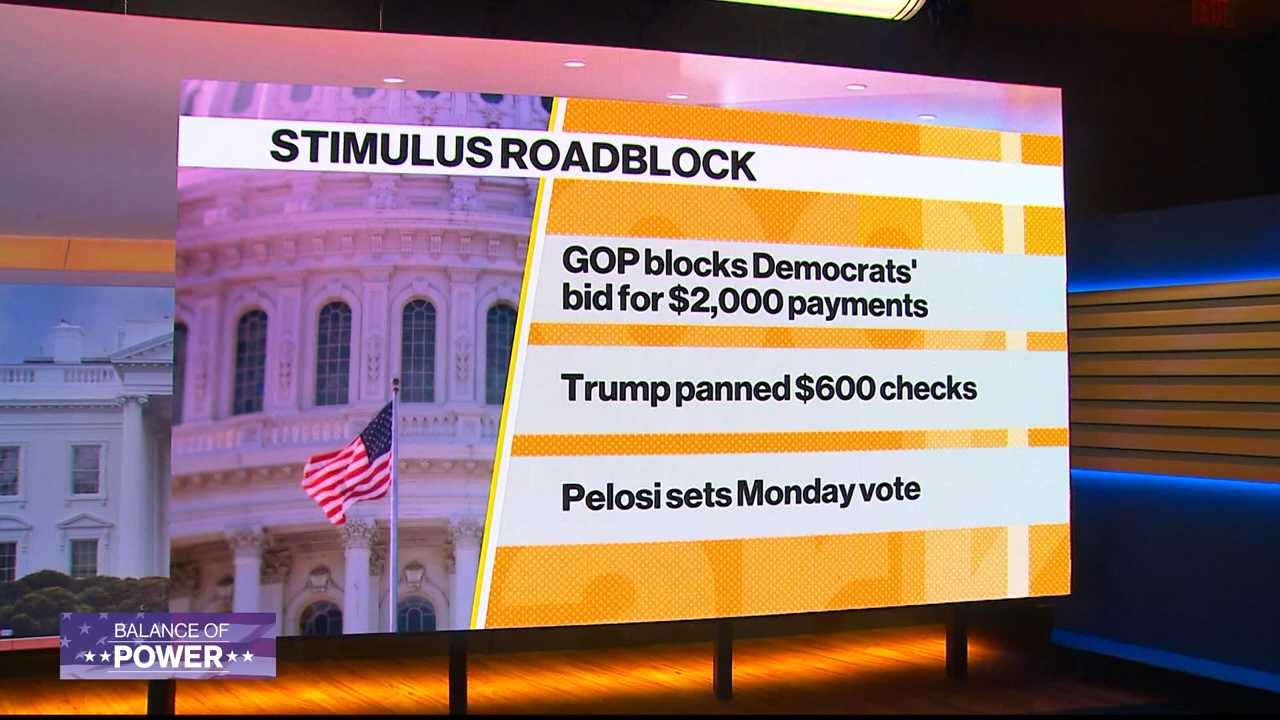 EXIT
STIMULUS ROADBLOCK
GOP blocks Democrats'
bid for $2,000 payments
Trump panned $600 checks
Pelosi sets Monday vote
BALANCE OF
POWER